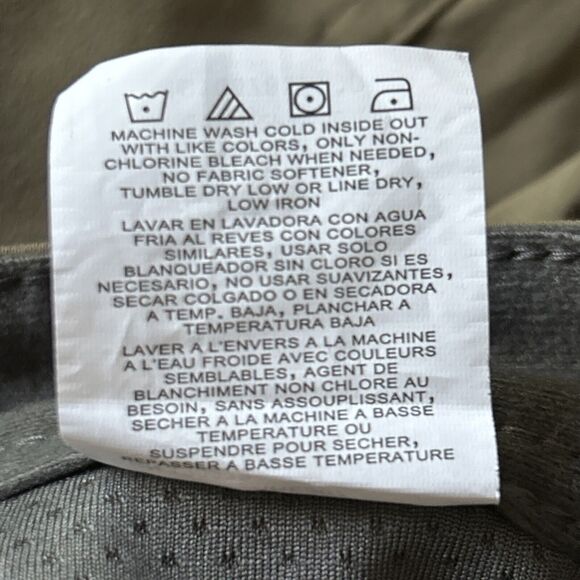 MACHINE WASH COLD INSIDE OUT
WITH LIKE COLORS, ONLY NON-
CHLORINE BLEACH WHEN NEEDED,
NO FABRIC SOFTENER,
TUMBLE DRY LOW OR LINE DRY,
LOW IRON
LAVAR EN LAVADORA CON AGUA
FRIA AL REVES CON COLORES
SIMILARES, USAR SOLO
BLANQUEADOR SIN CLORO SI ES
NECESARIO, NO USAR SUAVIZANTES,
SECAR COLGADO O EN SECADORA
A TEMP. BAJA, PLANCHAR A
TEMPERATURA BAJA
LAVER A L'ENVERS A LA MACHINE
A L'EAU FROIDE AVEC COULEURS
SEMBLABLES, AGENT DE
BLANCHIMENT NON CHLORE AU
BESOIN, SANS ASSOUPLISSANT,
SECHER A LA MACHINE A BASSE
TEMPERATURE OU
SUSPENDRE POUR SECHER,
REPASSER A BASSE TEMPERATURE